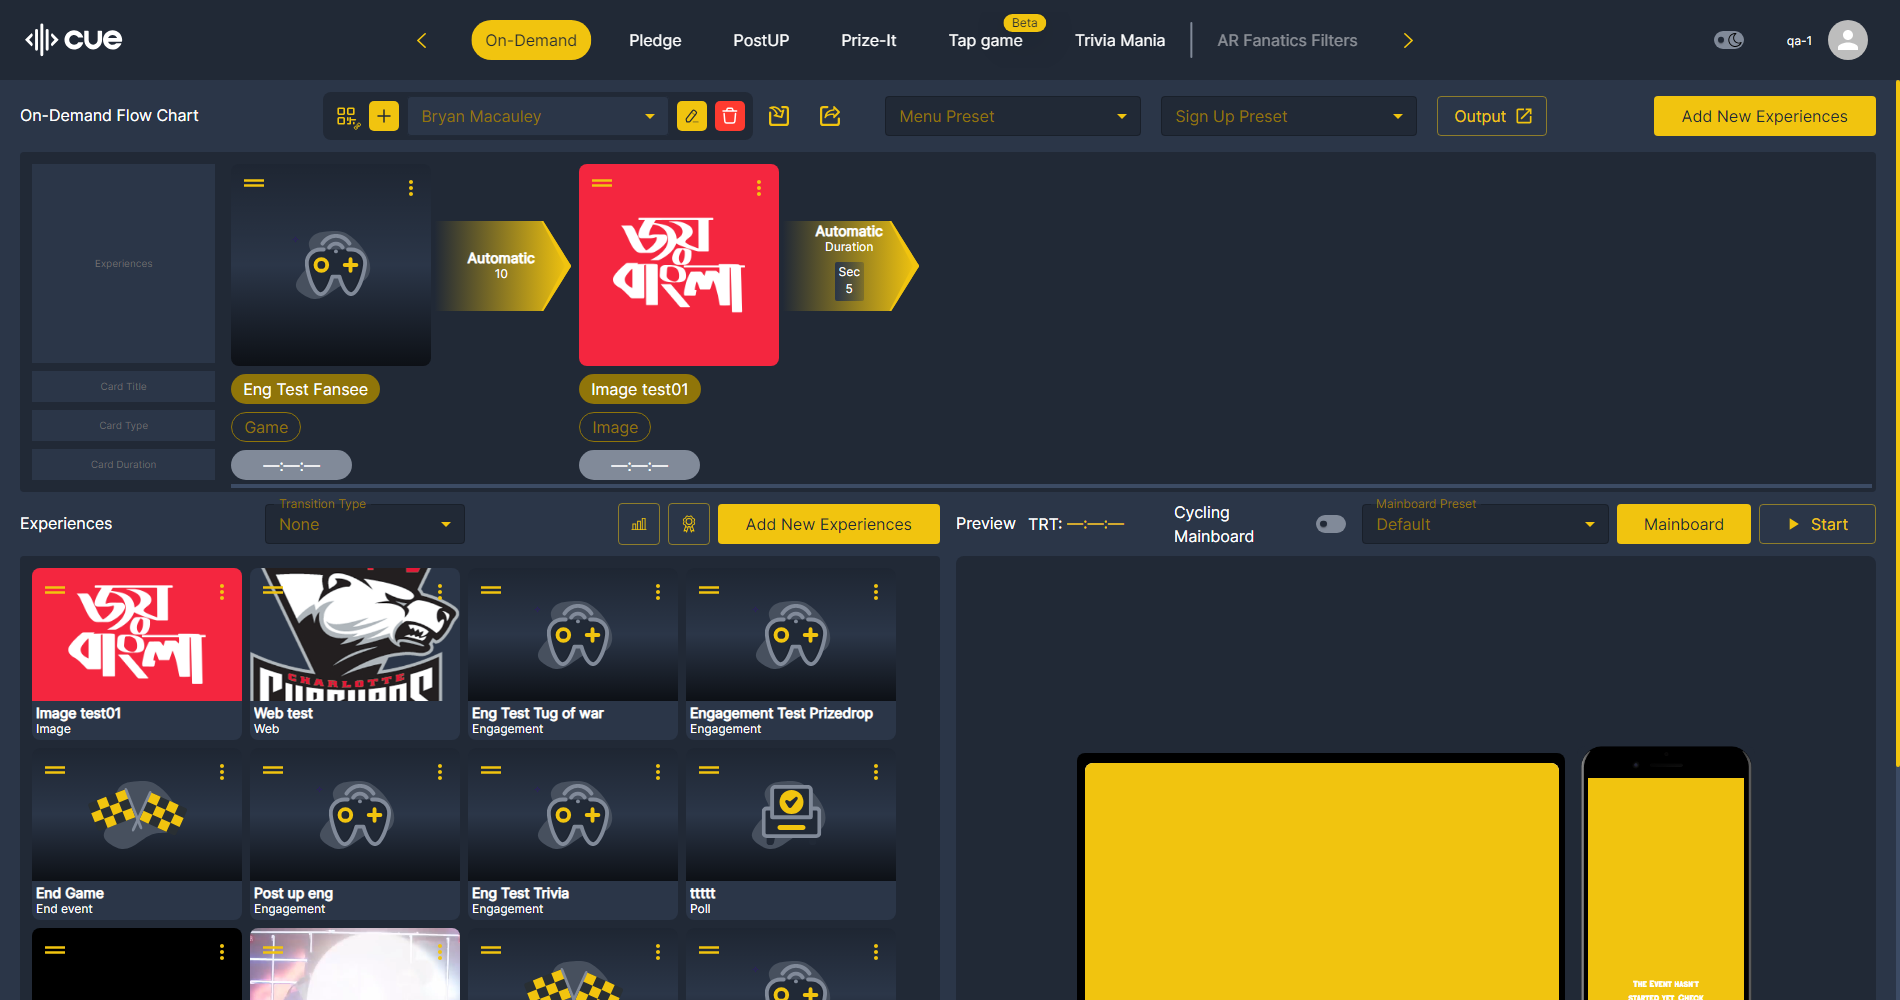 cue
On-Demand
Pledge
PostUP
Prize-It
Tap game
Beta
Trivia Mania
AR Fanatics Filters
qa-1
On-Demand Flow Chart
Bryan Macauley
Menu Preset
Sign Up Preset
Output
Add New Experiences
Experiences
Card Title
Card Type
Card Duration
Automatic
10
জয়
বাংলা
Automatic
Duration
Sec
5
Eng Test Fansee
Game
—:—:—
Image test01
Image
—:—:—
Experiences
Transition Type
None
Add New Experiences
Preview
TRT: —:—:—
Cycling
Mainboard
Mainboard Preset
Default
Mainboard
Start
জয়
বাংলা
Image test01
Image
CHARLOTTE
Web test
Web
Eng Test Tug of war
Engagement
Engagement Test Prizedrop
Engagement
End Game
End event
Post up eng
Engagement
Eng Test Trivia
Engagement
ttttt
Poll
The Event hasn't
started yet. Check